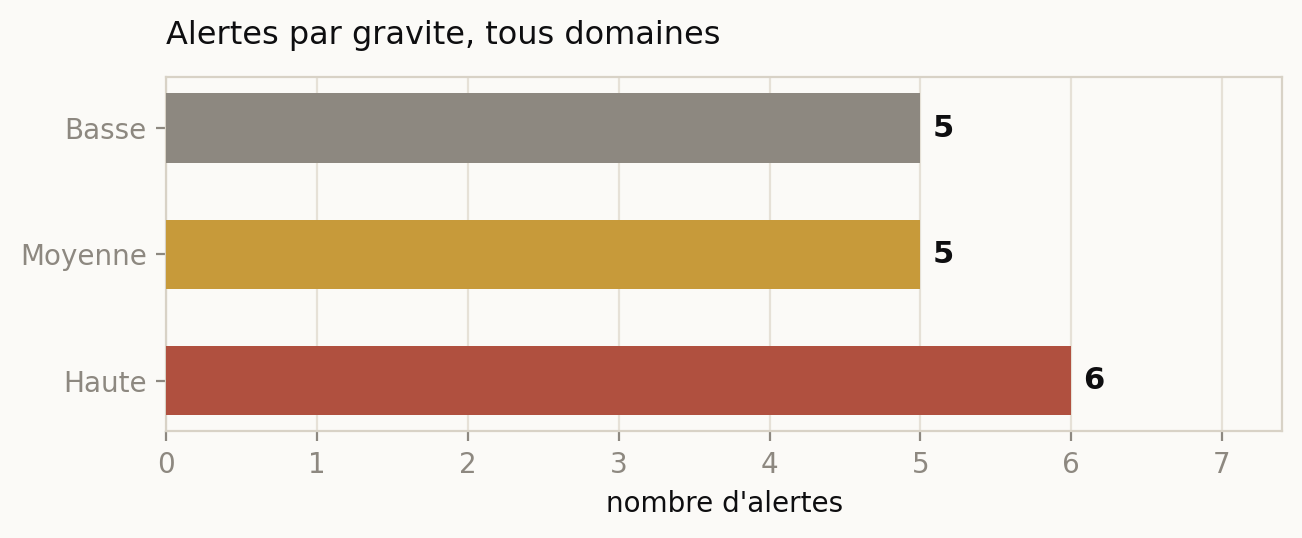 Alertes par gravite, tous domaines
Basse 5
Moyenne 5
Haute 6
0 1 2 3 4 5 6 7
nombre d'alertes